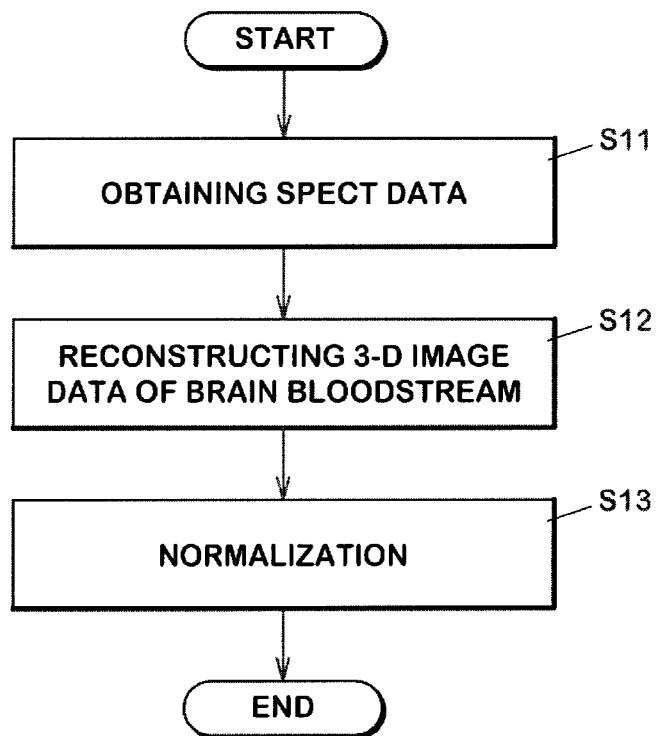 START
S11
OBTAINING SPECT DATA
S12
RECONSTRUCTING 3-D IMAGE
DATA OF BRAIN BLOODSTREAM
S13
NORMALIZATION
END